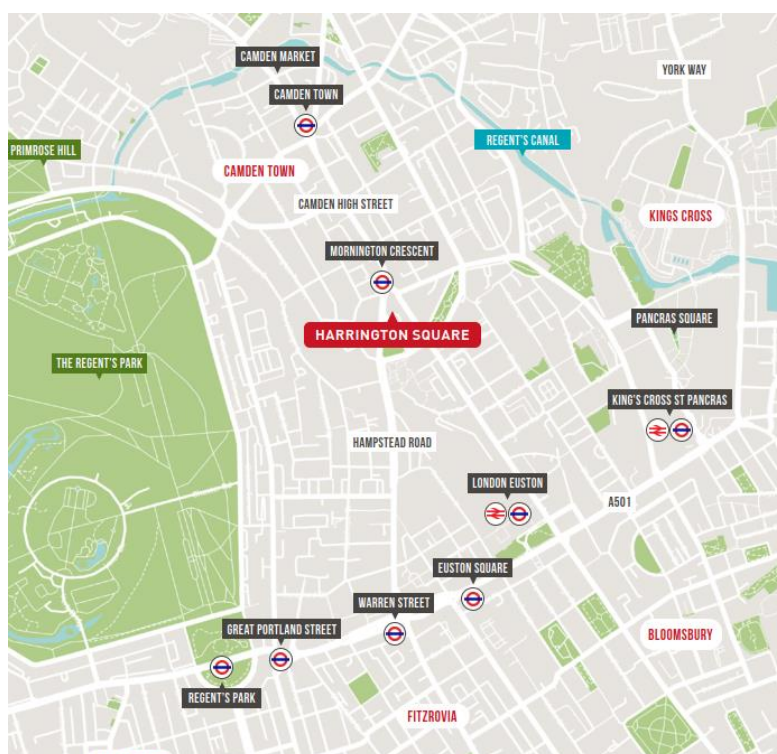 CAMDEN MARKET
YORK WAY
CAMDEN TOWN
REGENT'S CANAL
PRIMROSE HILL
CAMDEN TOWN
CAMDEN HIGH STREET
KINGS CROSS
MORNINGTON CRESCENT
PANCRAS SQUARE
HARRINGTON SQUARE
THE REGENT'S PARK
KING'S CROSS ST PANCRAS
HAMPSTEAD ROAD
LONDON EUSTON
A501
EUSTON SQUARE
WARREN STREET
GREAT PORTLAND STREET
BLOOMSBURY
REGENT'S PARK
FITZROVIA